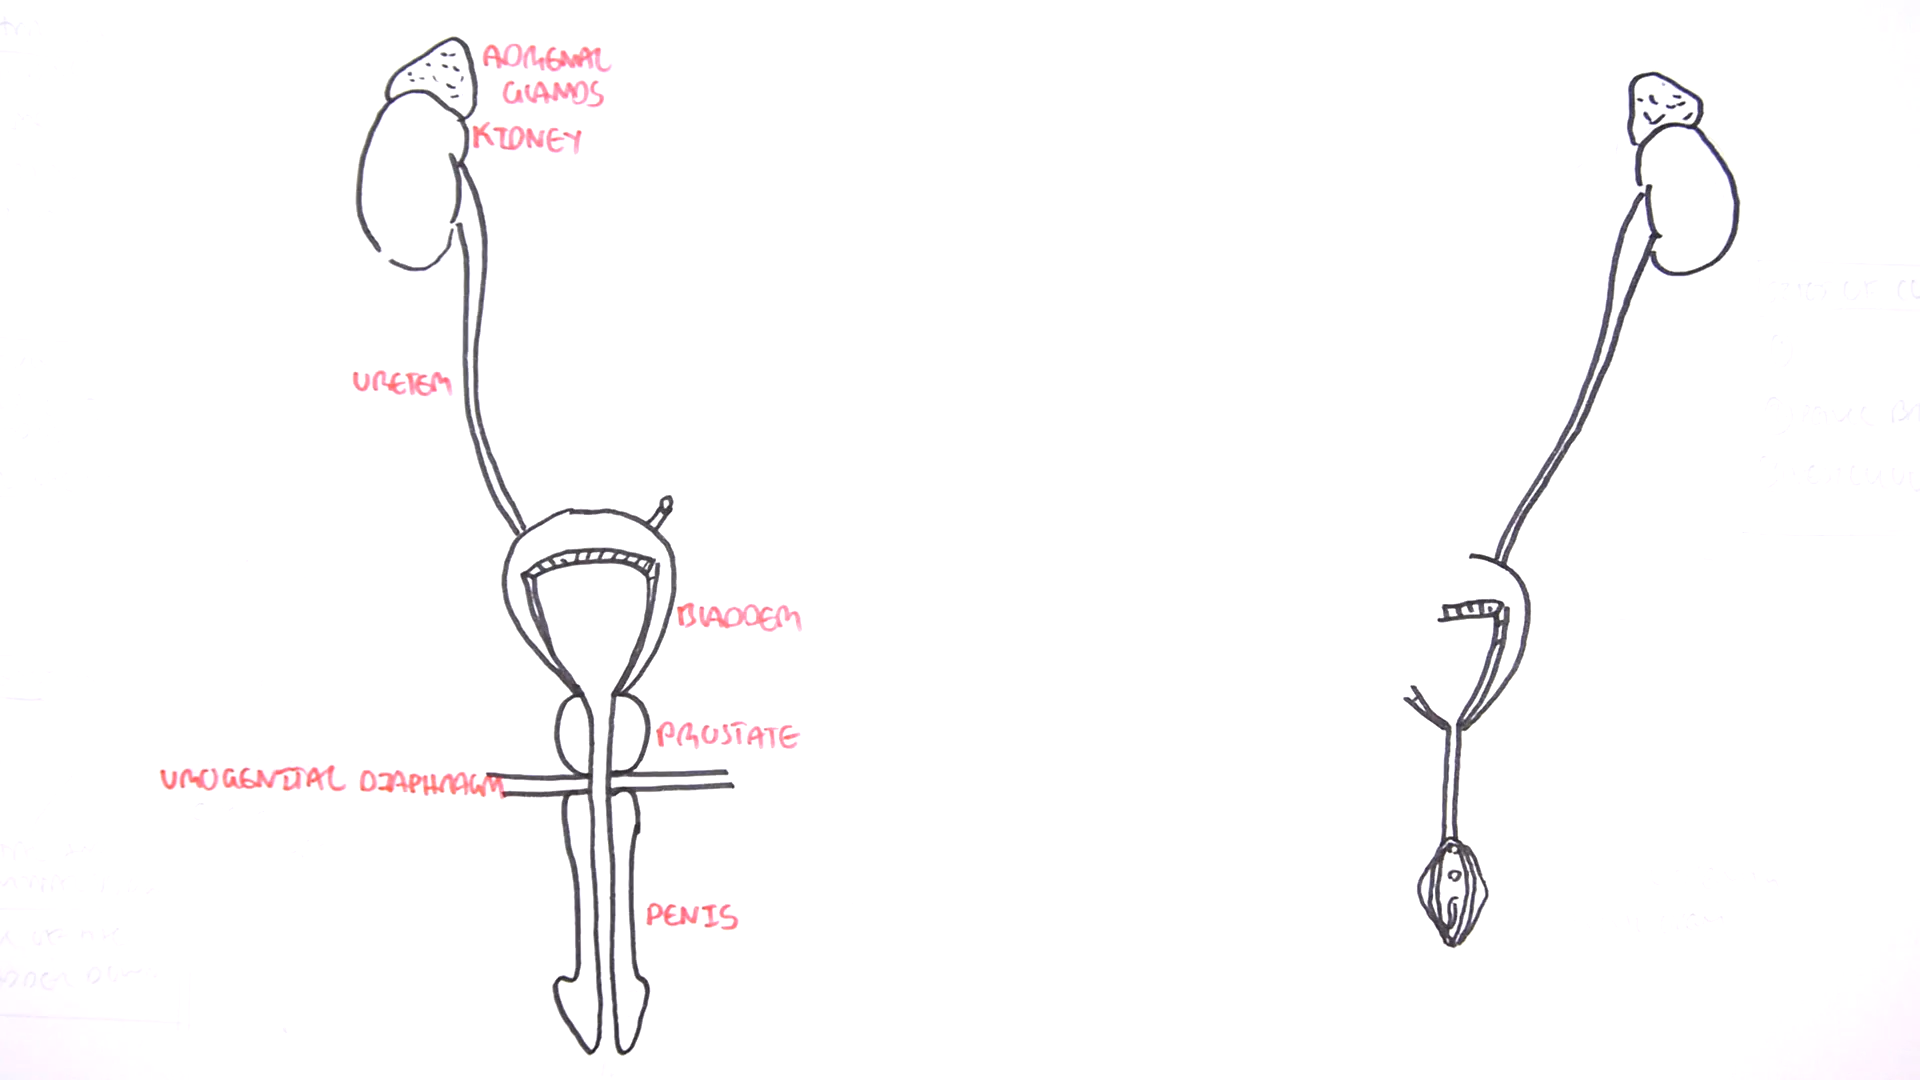 ADRENAL
GLANDS
KIDNEY
URETER
BLADDER
PROSTATE
UROGENITAL DIAPHRAGM
PENIS